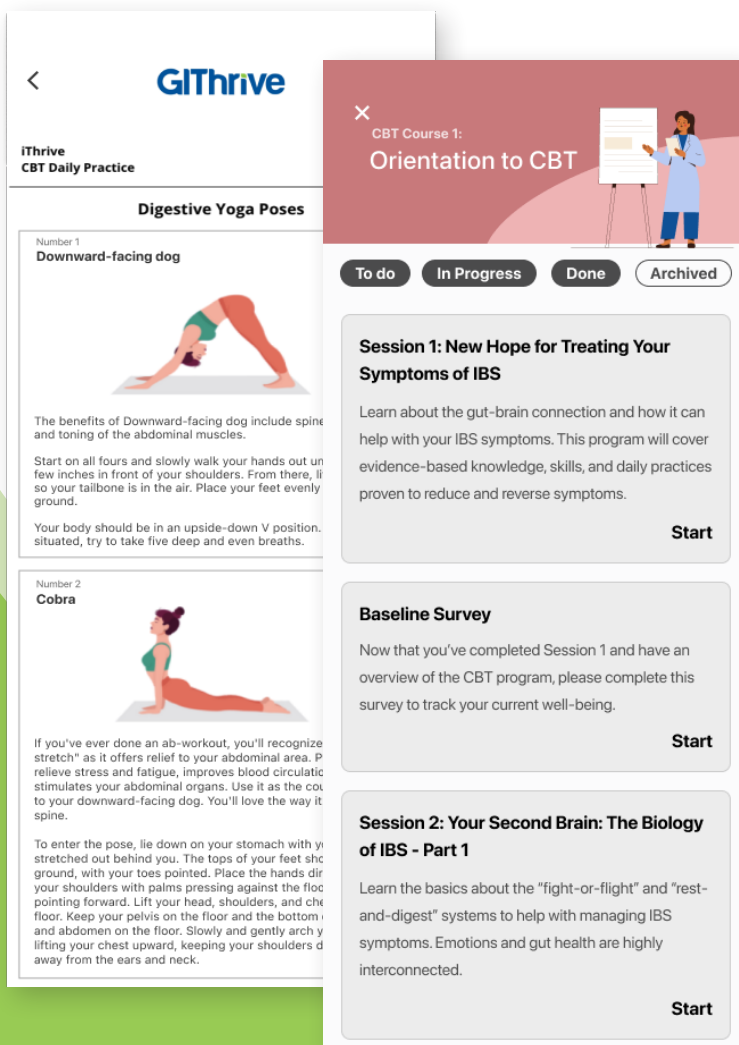 GIThrive
iThrive
CBT Daily Practice
Digestive Yoga Poses
Number 1
Downward-facing dog
The benefits of Downward-facing dog include spine
and toning of the abdominal muscles.
Start on all fours and slowly walk your hands out
few inches in front of your shoulders. From there,
so your tailbone is in the air. Place your feet evenly
ground.
Your body should be in an upside-down V position.
situated, try to take five deep and even breaths.
Number 2
Cobra
If you've ever done an ab-workout, you'll recognize
stretch" as it offers relief to your abdominal area.
relieve stress and fatigue, improves blood
stimulates your abdominal organs. Use it as the
to your downward-facing dog. You'll love the way it
spine.
To enter the pose, lie down on your stomach with
stretched out behind you. The tops of your feet
ground, with your toes pointed. Place the hands
your shoulders with palms pressing against the
pointing forward. Lift your head, shoulders, and
floor. Keep your pelvis on the floor and the bottom
and abdomen on the floor. Slowly and gently arch
lifting your chest upward, keeping your shoulders
away from the ears and neck.
CBT Course 1:
Orientation to CBT
To do
In Progress
Done
Archived
Session 1: New Hope for Treating Your
Symptoms of IBS
Learn about the gut-brain connection and how it can
help with your IBS symptoms. This program will cover
evidence-based knowledge, skills, and daily practices
proven to reduce and reverse symptoms.
Start
Baseline Survey
Now that you've completed Session 1 and have an
overview of the CBT program, please complete this
survey to track your current well-being.
Start
Session 2: Your Second Brain: The Biology
of IBS - Part 1
Learn the basics about the "fight-or-flight" and "rest-
and-digest" systems to help with managing IBS
symptoms. Emotions and gut health are highly
interconnected.
Start